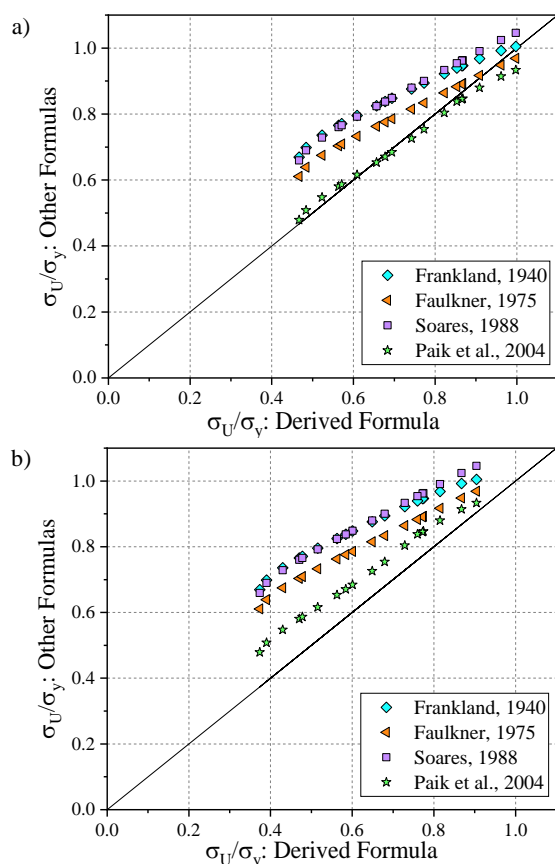 a)
1.0
0.8
0.6
0.4
0.2
0.0
σU/σy: Other Formulas
Frankland, 1940
Faulkner, 1975
Soares, 1988
Paik et al., 2004
0.0 0.2 0.4 0.6 0.8 1.0
σU/σy: Derived Formula
b)
1.0
0.8
0.6
0.4
0.2
0.0
σU/σy: Other Formulas
Frankland, 1940
Faulkner, 1975
Soares, 1988
Paik et al., 2004
0.0 0.2 0.4 0.6 0.8 1.0
σU/σy: Derived Formula